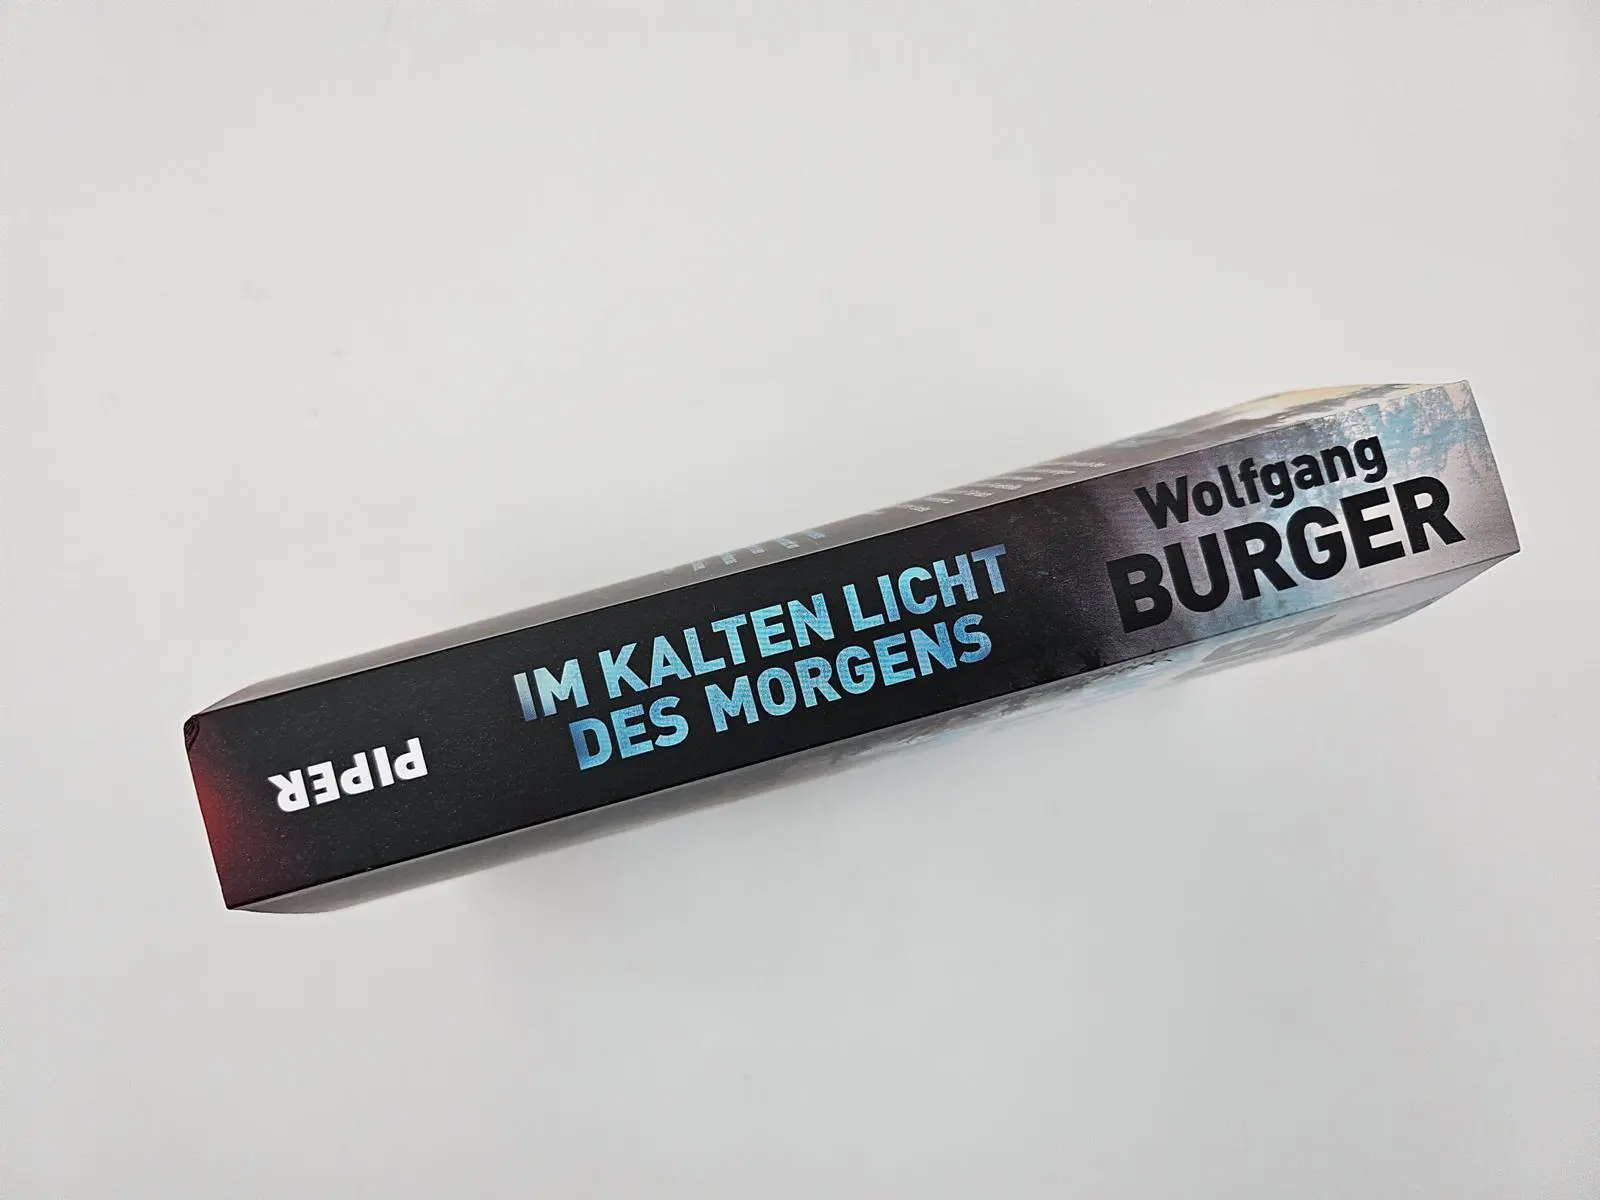 Wolfgang
BURGER
IM KALTEN LICHT
DES MORGENS
PIPER